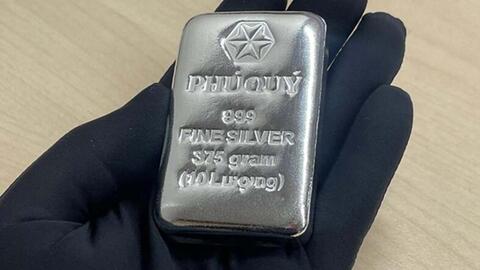 PHÚ QUÝ
999
FINE SILVER
375 gram
(10 Lượng)